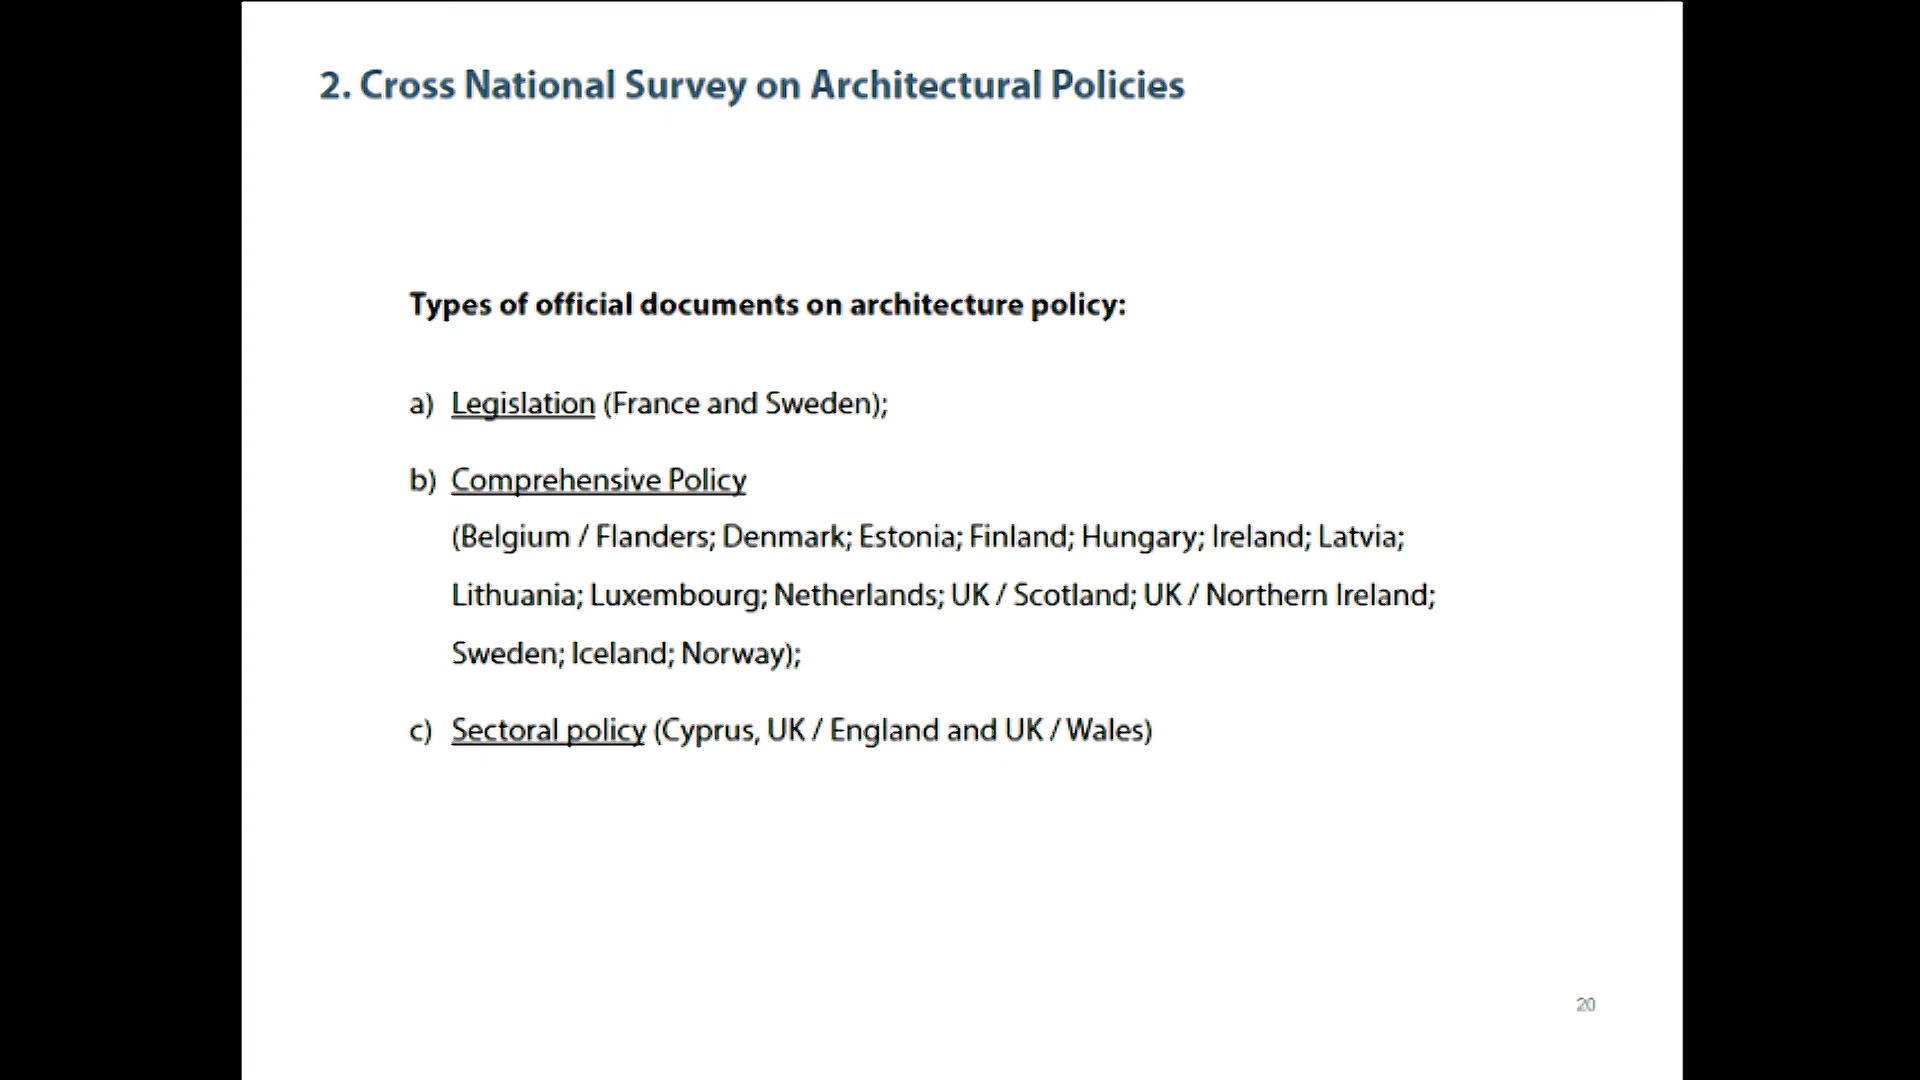 2. Cross National Survey on Architectural Policies
Types of official documents on architecture policy:
a) Legislation (France and Sweden);
b) Comprehensive Policy
(Belgium / Flanders; Denmark; Estonia; Finland; Hungary; Ireland; Latvia;
Lithuania; Luxembourg; Netherlands; UK / Scotland; UK / Northern Ireland;
Sweden; Iceland; Norway);
c) Sectoral policy (Cyprus, UK / England and UK / Wales)
20